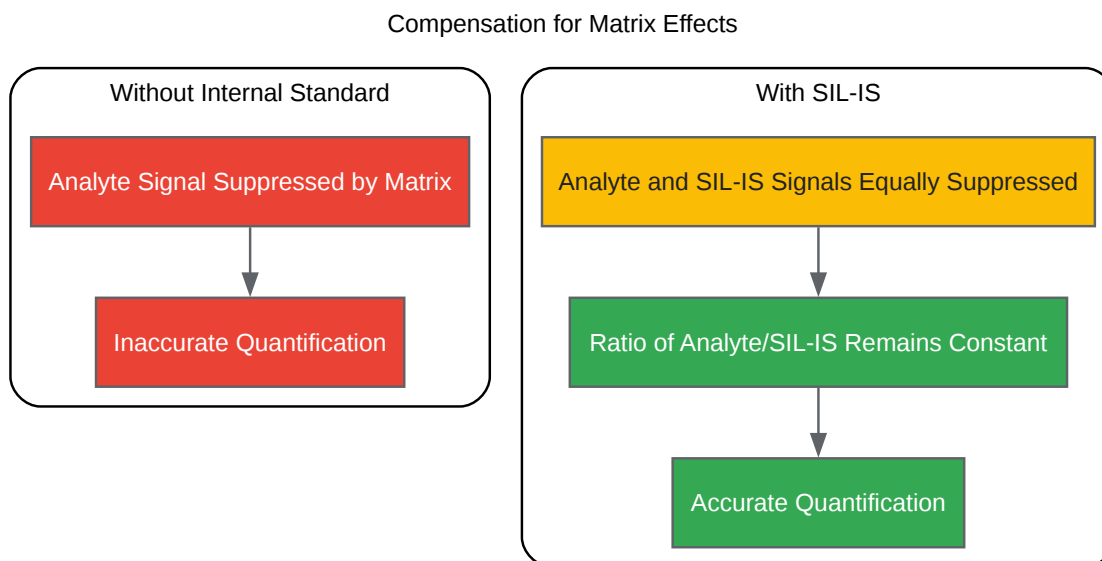 Compensation for Matrix Effects
Without Internal Standard
Analyte Signal Suppressed by Matrix
Inaccurate Quantification
With SIL-IS
Analyte and SIL-IS Signals Equally Suppressed
Ratio of Analyte/SIL-IS Remains Constant
Accurate Quantification